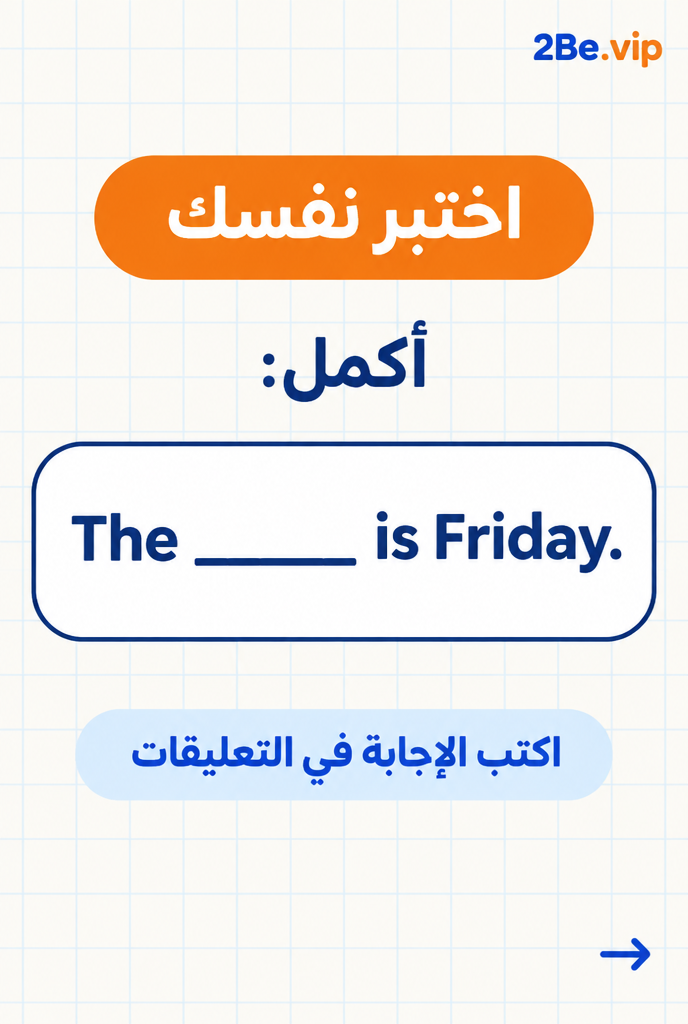 2Be.vip
اختبر نفسك
أكمل:
The _____ is Friday.
اكتب الإجابة في التعليقات
→